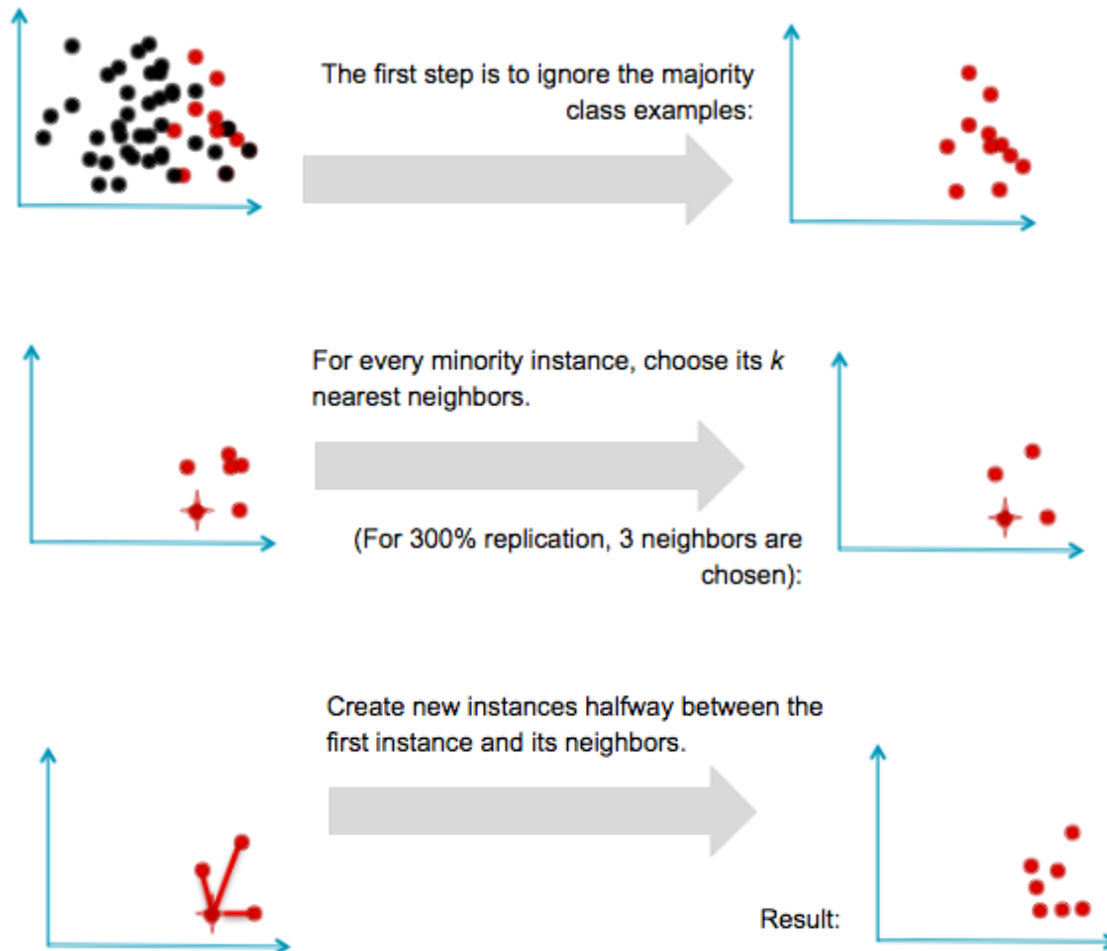 The first step is to ignore the majority
class examples:
For every minority instance, choose its k
nearest neighbors.
(For 300% replication, 3 neighbors are
chosen):
Create new instances halfway between the
first instance and its neighbors.
Result: